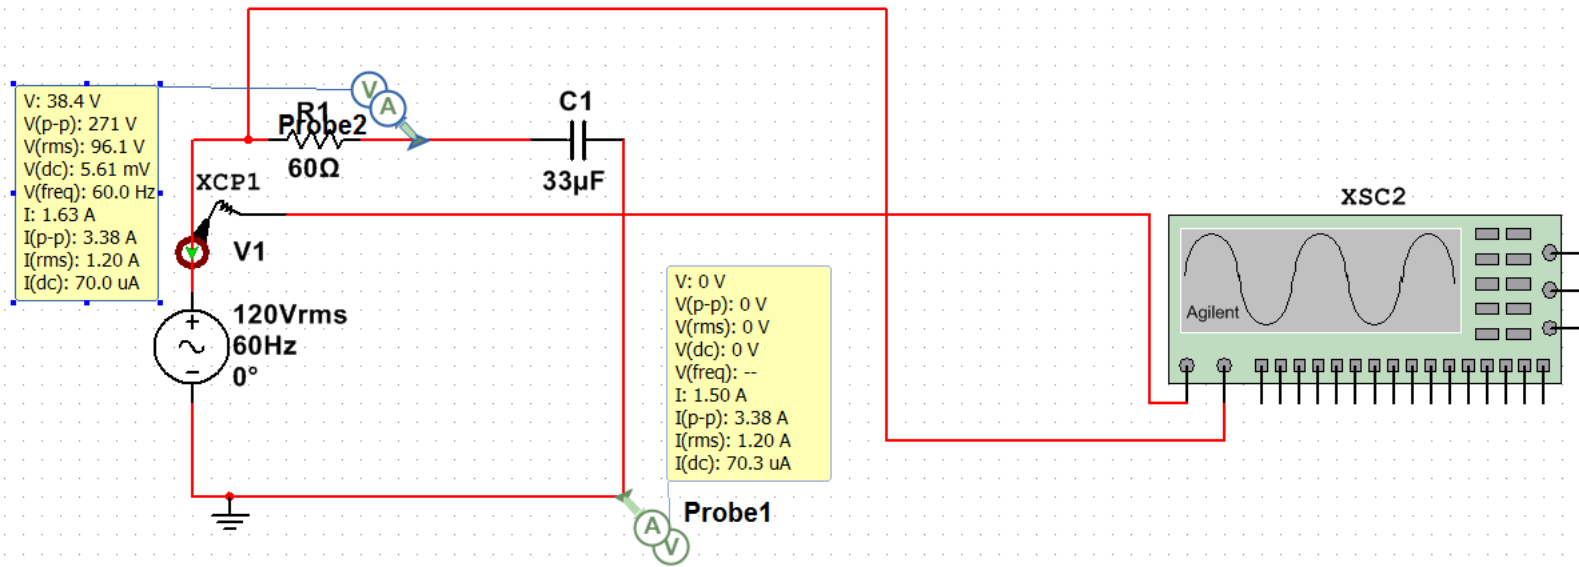 V: 38.4 V
V(p-p): 271 V
V(rms): 96.1 V
V(dc): 5.61 mV
V(freq): 60.0 Hz
I: 1.63 A
I(p-p): 3.38 A
I(rms): 1.20 A
I(dc): 70.0 uA
V
A
R1
Probe2
60Ω
C1
33µF
XCP1
V1
120Vrms
60Hz
0°
V: 0 V
V(p-p): 0 V
V(rms): 0 V
V(dc): 0 V
V(freq): --
I: 1.50 A
I(p-p): 3.38 A
I(rms): 1.20 A
I(dc): 70.3 uA
Probe1
A
V
XSC2
Agilent